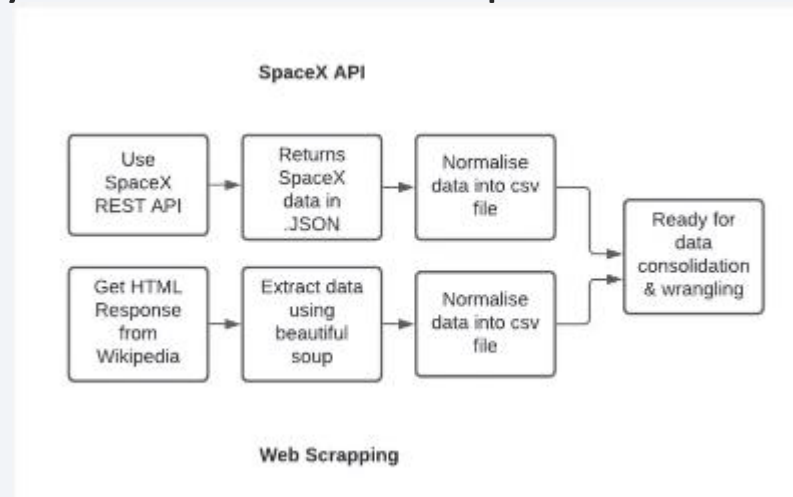 SpaceX API
Use
SpaceX
REST API
Returns
SpaceX
data in
.JSON
Normalise
data into csv
file
Ready for
data
consolidation
& wrangling
Get HTML
Response
from
Wikipedia
Extract data
using
beautiful
soup
Normalise
data into csv
file
Web Scrapping